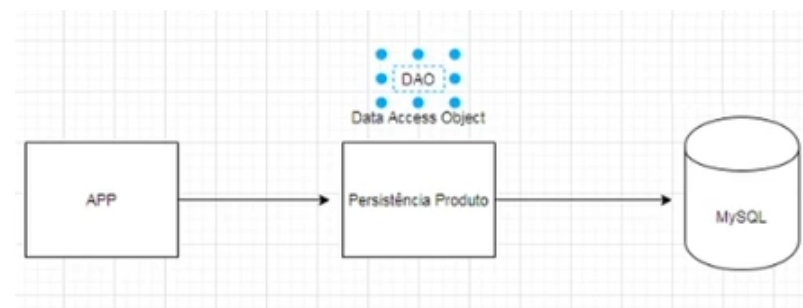 DAO
Data Access Object
APP
Persistência Produto
MySQL